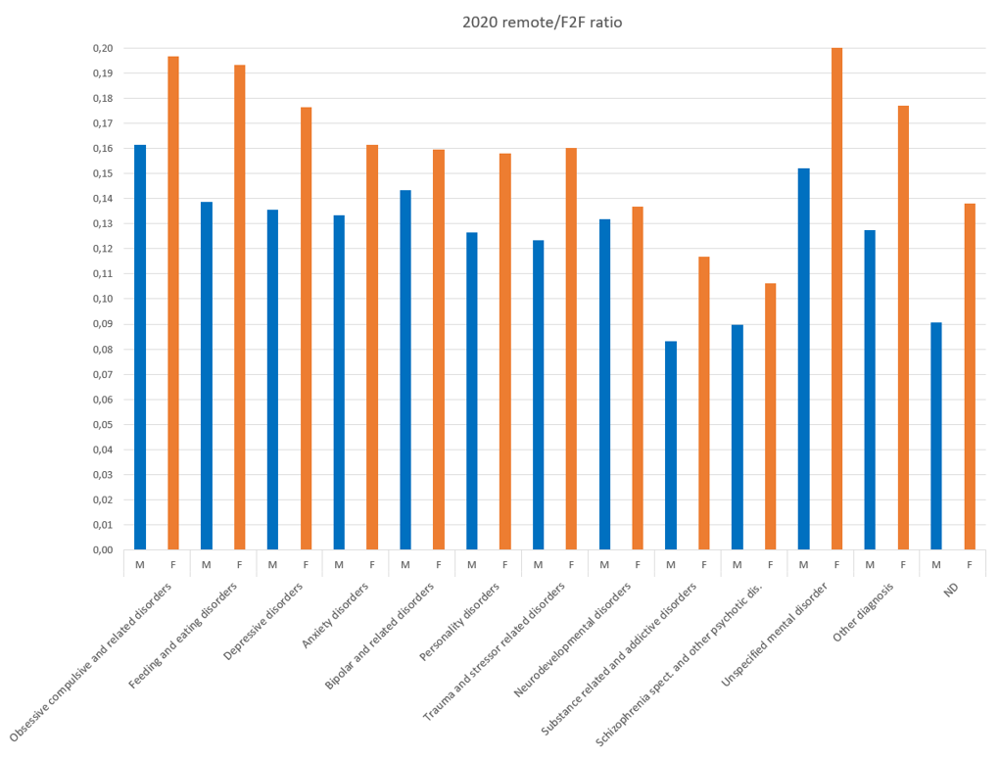 2020 remote/F2F ratio
0,20
0,19
0,18
0,17
0,16
0,15
0,14
0,13
0,12
0,11
0,10
0,09
0,08
0,07
0,06
0,05
0,04
0,03
0,02
0,01
0,00
M F M F M F M F M F M F M F M F M F M F M F M F M F
Obsessive compulsive and related disorders
Feeding and eating disorders
Depressive disorders
Anxiety disorders
Bipolar and related disorders
Personality disorders
Trauma and stressor related disorders
Neurodevelopmental disorders
Substance related and addictive disorders
Schizophrenia spect. and other psychotic dis.
Unspecified mental disorder
Other diagnosis
ND